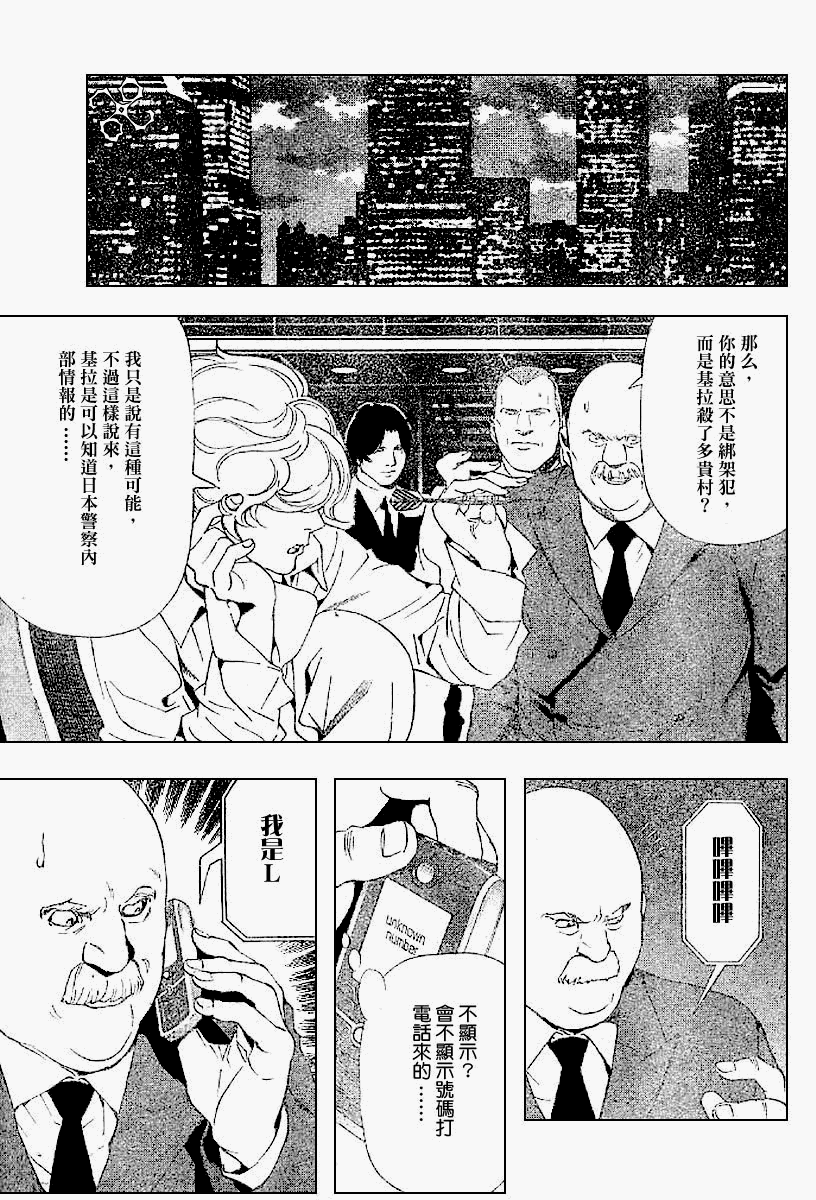 那么，
你的意思不是綁架犯，
而是基拉殺了多貴村？
我只是說有這種可能，
不過這樣說來，
基拉是可以知道日本警察內
部情報的……
嗶嗶嗶嗶
unknown
number
不顯示？
會不顯示號碼打
電話來的……
我是L